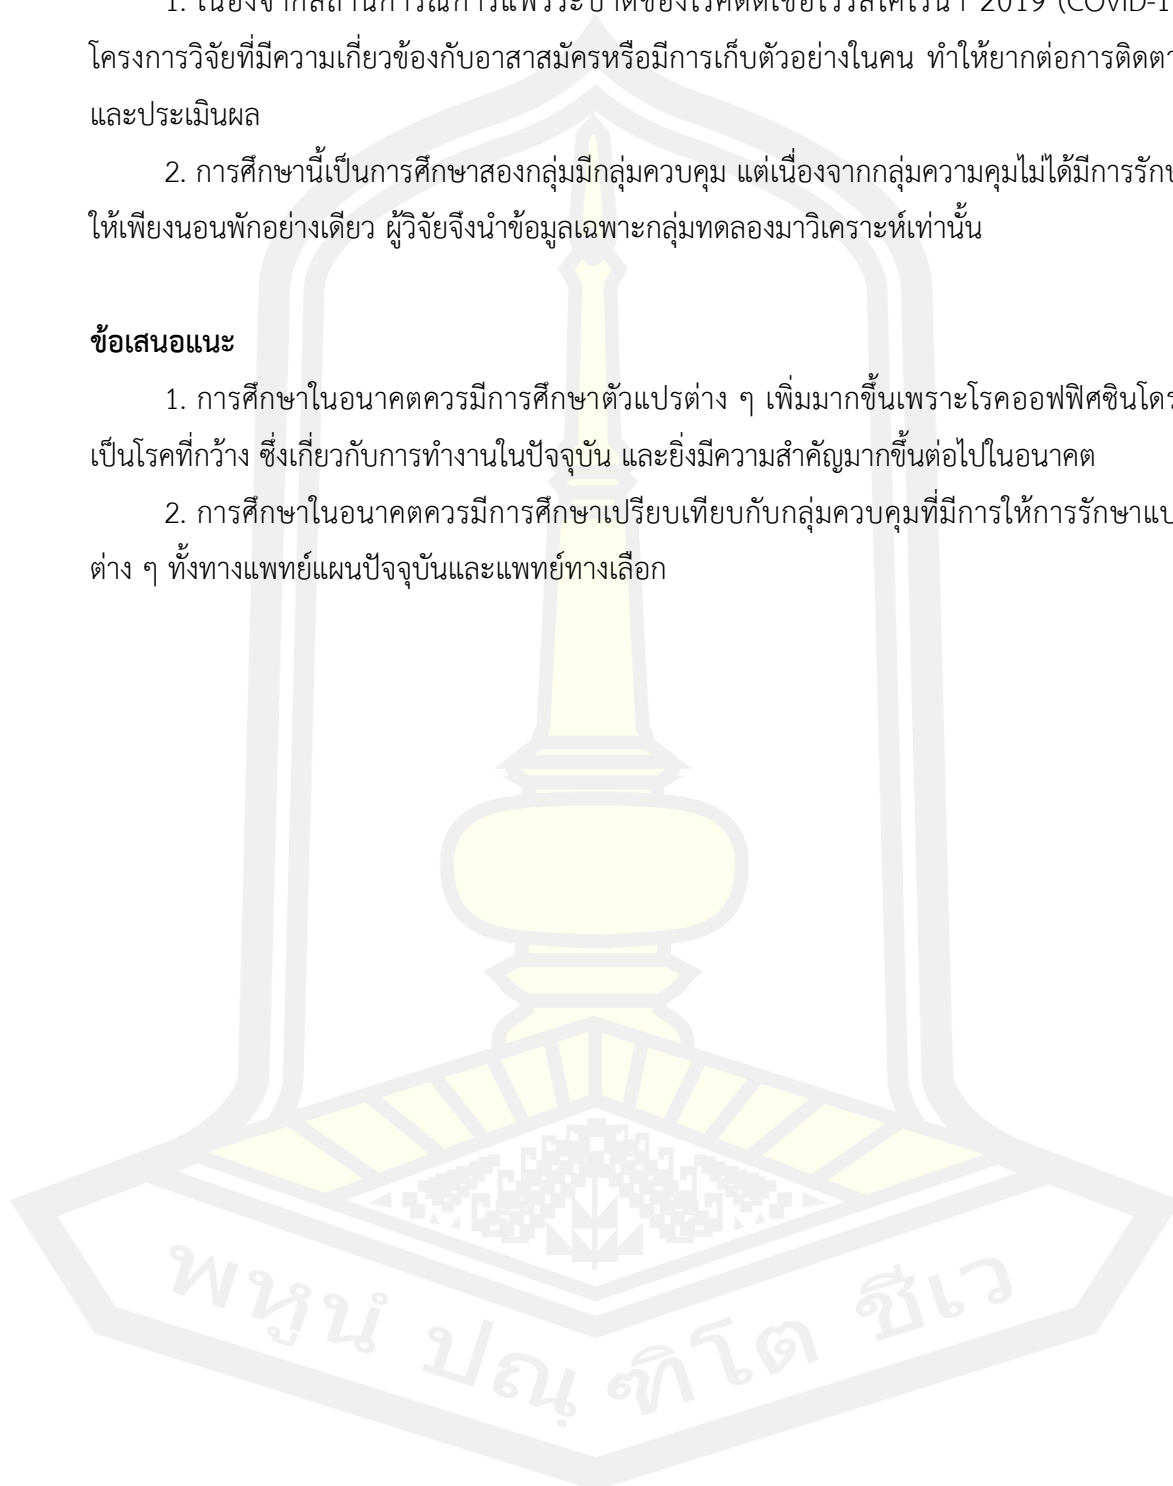 1. เนื่องจากสถานการณ์การแพร่ระบาดของโรคติดเชื้อไวรัสโคโรนา 2019 (COVID-1
โครงการวิจัยที่มีความเกี่ยวข้องกับอาสาสมัครหรือมีการเก็บตัวอย่างในคน ทำให้ยากต่อการติดตา
และประเมินผล
2. การศึกษานี้เป็นการศึกษาสองกลุ่มมีกลุ่มควบคุม แต่เนื่องจากกลุ่มความคุมไม่ได้มีการรัก
ให้เพียงนอนพักอย่างเดียว ผู้วิจัยจึงนำข้อมูลเฉพาะกลุ่มทดลองมาวิเคราะห์เท่านั้น
ข้อเสนอแนะ
1. การศึกษาในอนาคตควรมีการศึกษาตัวแปรต่าง ๆ เพิ่มมากขึ้นเพราะโรคออฟฟิศซินโดร
เป็นโรคที่กว้าง ซึ่งเกี่ยวกับการทำงานในปัจจุบัน และยิ่งมีความสำคัญมากขึ้นต่อไปในอนาคต
2. การศึกษาในอนาคตควรมีการศึกษาเปรียบเทียบกับกลุ่มควบคุมที่มีการให้การรักษาแบ
ต่าง ๆ ทั้งทางแพทย์แผนปัจจุบันและแพทย์ทางเลือก
พหูนํ ปณฺฑิโต ชีเว